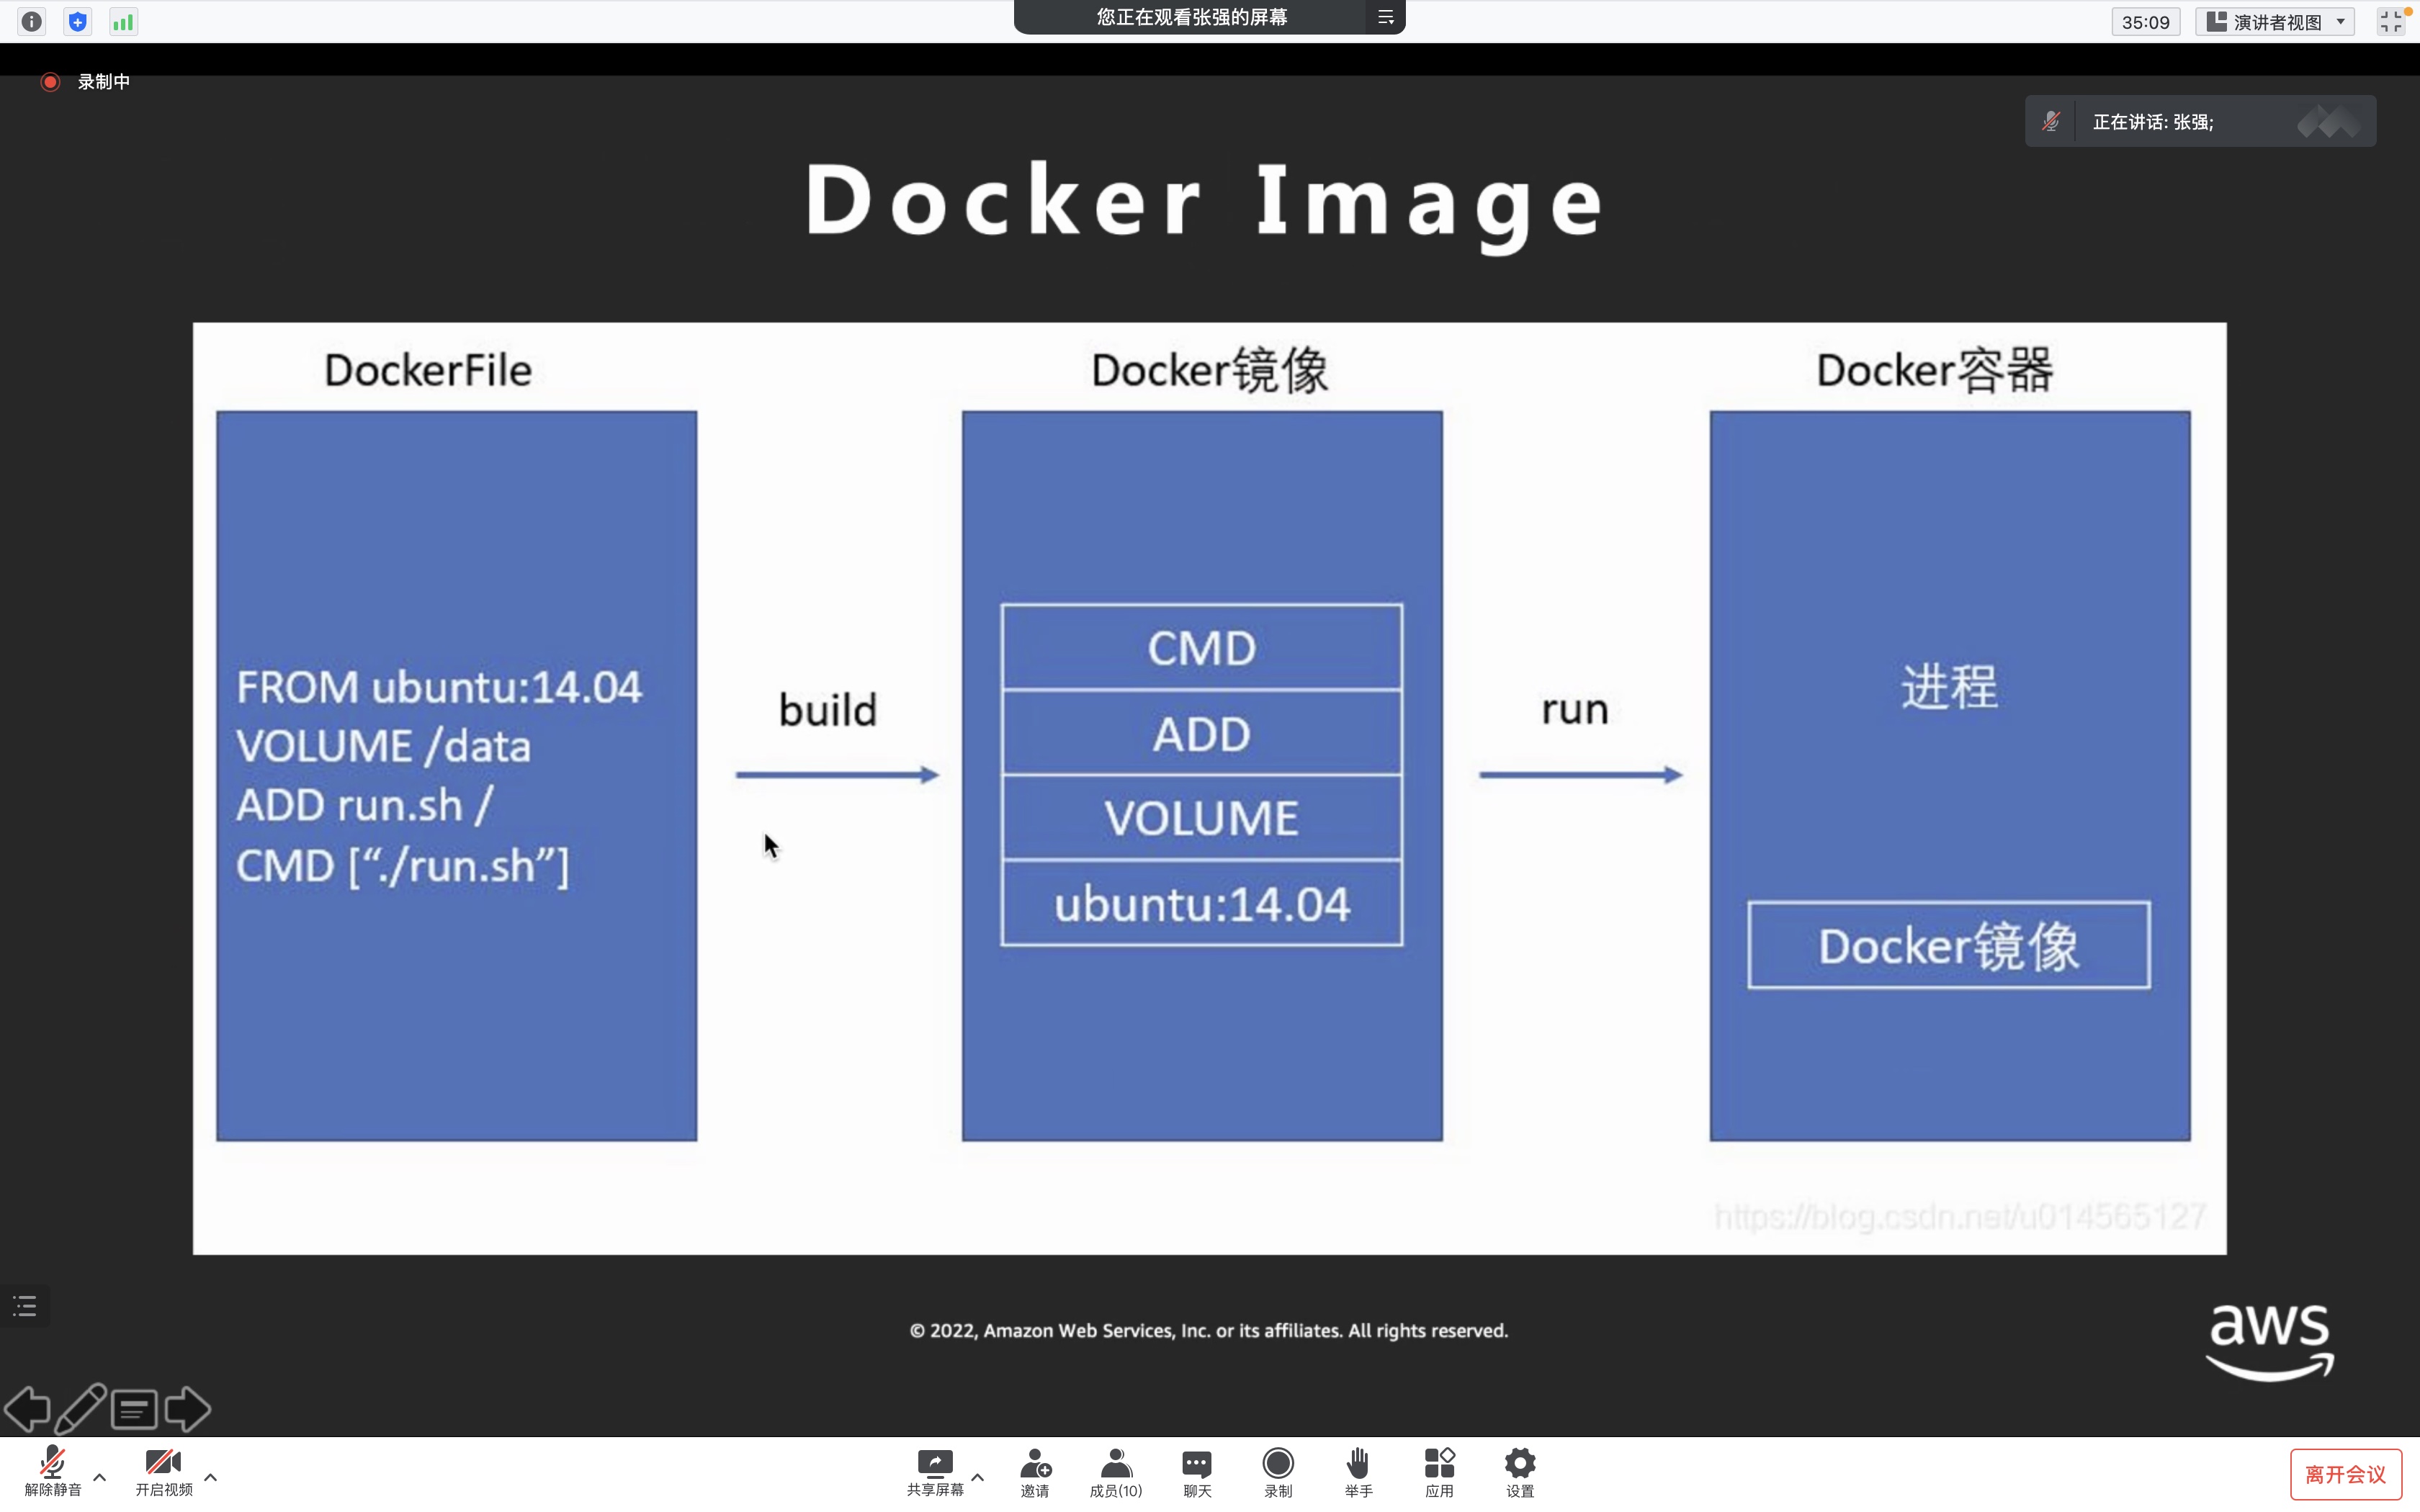 您正在观看张强的屏幕
35:09
演讲者视图
录制中
正在讲话: 张强;
Docker Image
DockerFile
Docker镜像
Docker容器
FROM ubuntu:14.04
VOLUME /data
ADD run.sh /
CMD [“./run.sh”]
build
CMD
ADD
VOLUME
ubuntu:14.04
run
进程
Docker镜像
https://blog.csdn.net/u014565127
© 2022, Amazon Web Services, Inc. or its affiliates. All rights reserved.
aws
解除静音
开启视频
共享屏幕
邀请
成员(10)
聊天
录制
举手
应用
设置
离开会议